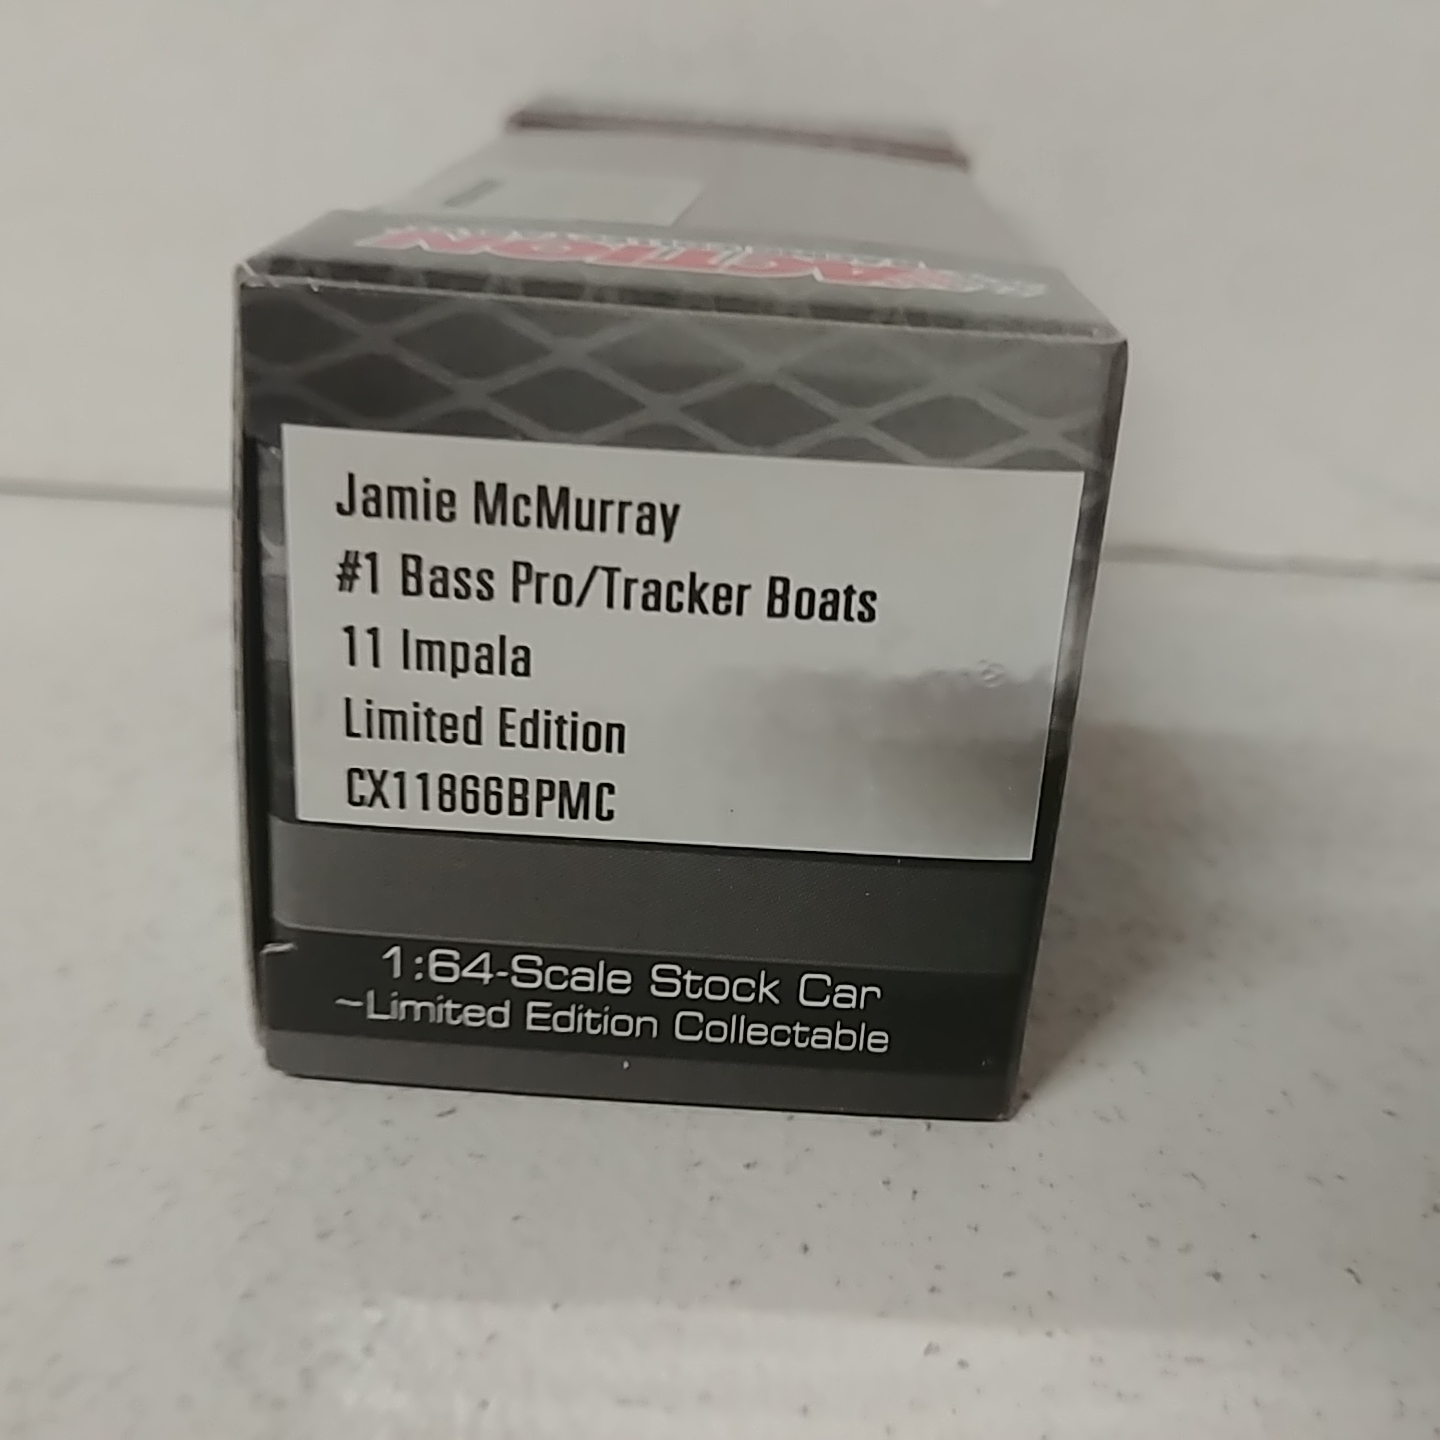 ACTION
Jamie McMurray
#1 Bass Pro/Tracker Boats
11 Impala
Limited Edition
CX11866BPMC
1:64-Scale Stock Car
~Limited Edition Collectable